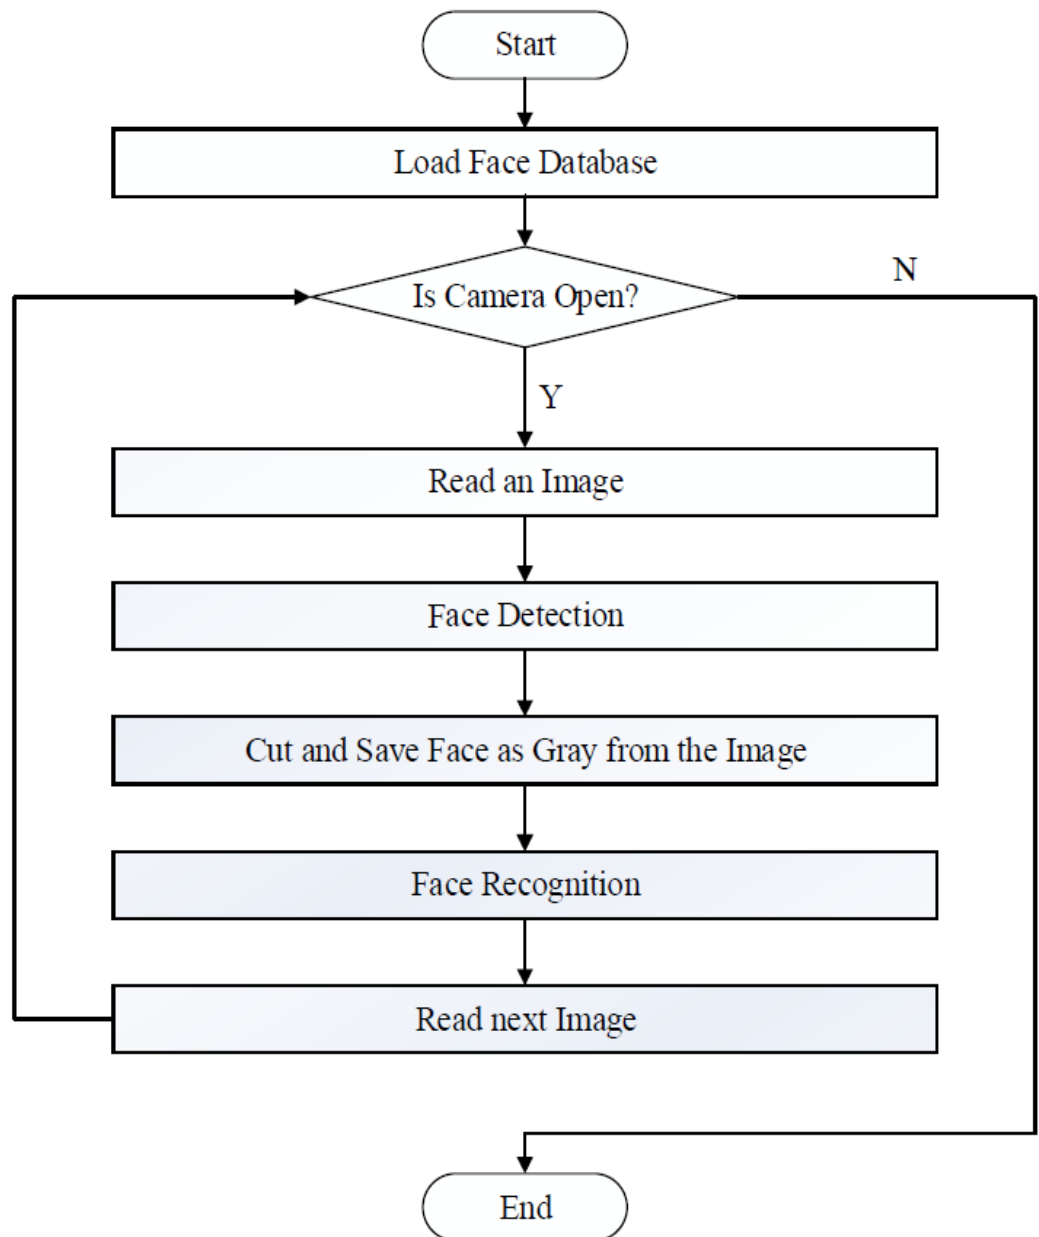 Start
Load Face Database
Is Camera Open?
N
Y
Read an Image
Face Detection
Cut and Save Face as Gray from the Image
Face Recognition
Read next Image
End